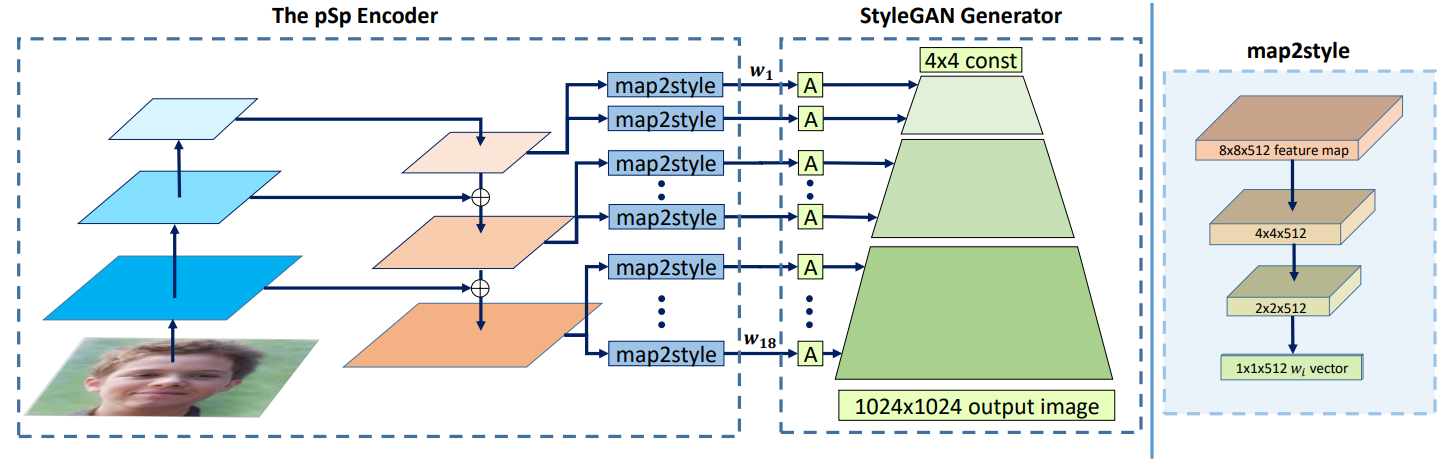 The pSp Encoder
StyleGAN Generator
map2style
map2style
map2style
map2style
map2style
map2style
map2style
w₁
w₁₈
A
A
A
A
A
A
4x4 const
1024x1024 output image
8x8x512 feature map
4x4x512
2x2x512
1x1x512 wᵢ vector